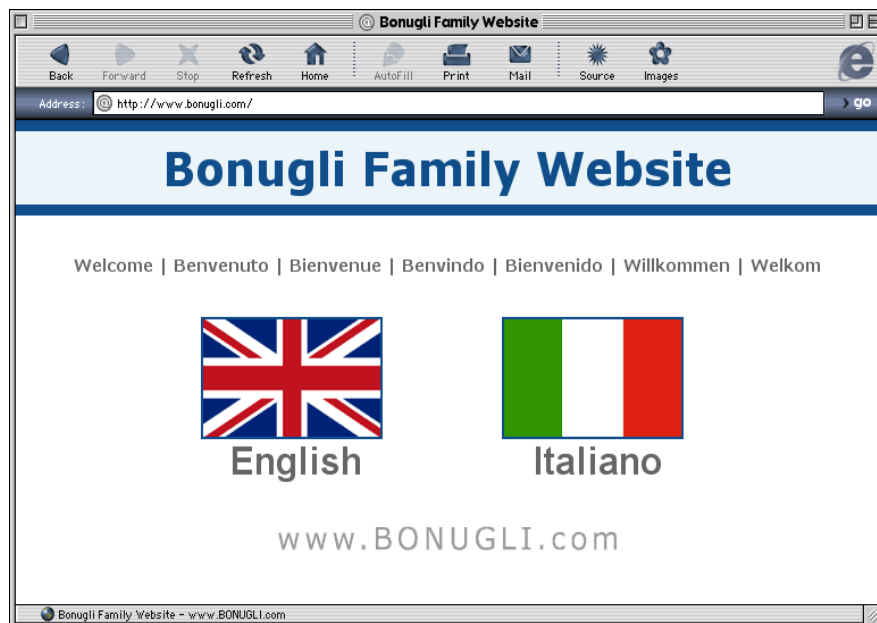 Bonugli Family Website
Back Forward Stop Refresh Home AutoFill Print Mail Source Images
Address: http://www.bonugli.com/ go
Bonugli Family Website
Welcome | Benvenuto | Bienvenue | Benvindo | Bienvenido | Willkommen | Welkom
English Italiano
www.BONUGLI.com
Bonugli Family Website - www.BONUGLI.com